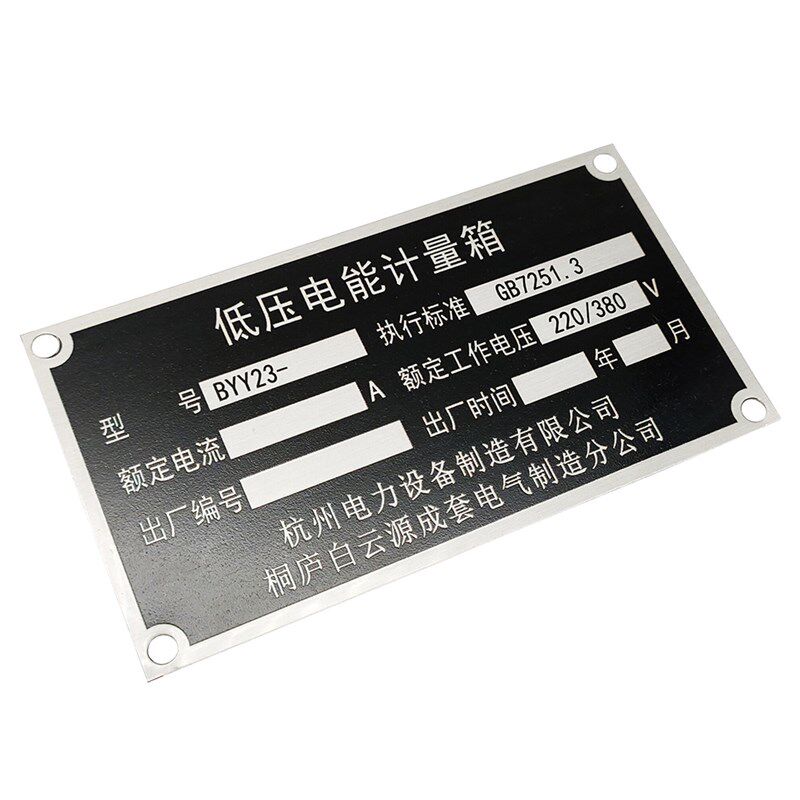 低压电能计量箱
型 号 BYY23- 执行标准 GB7251.3
额定电流 A 额定工作电压 220/380 V
出厂编号 出厂时间 年 月
杭州电力设备制造有限公司
桐庐白云源成套电气制造分公司